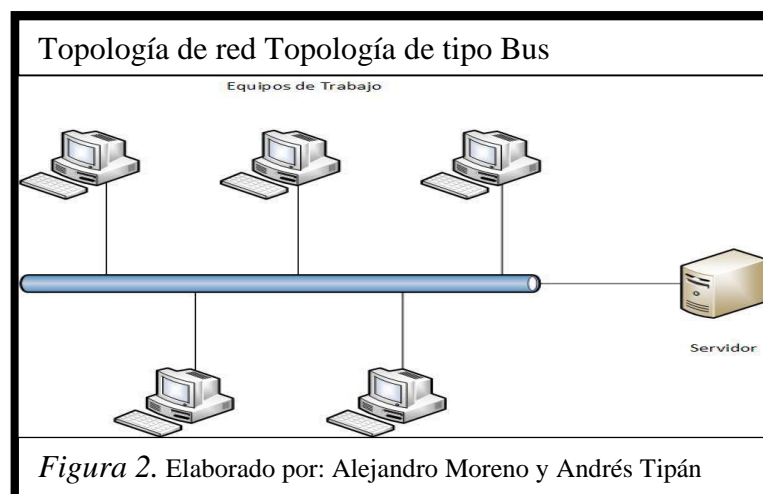 Topología de red Topología de tipo Bus
Equipos de Trabajo
Servidor
Figura 2. Elaborado por: Alejandro Moreno y Andrés Tipán